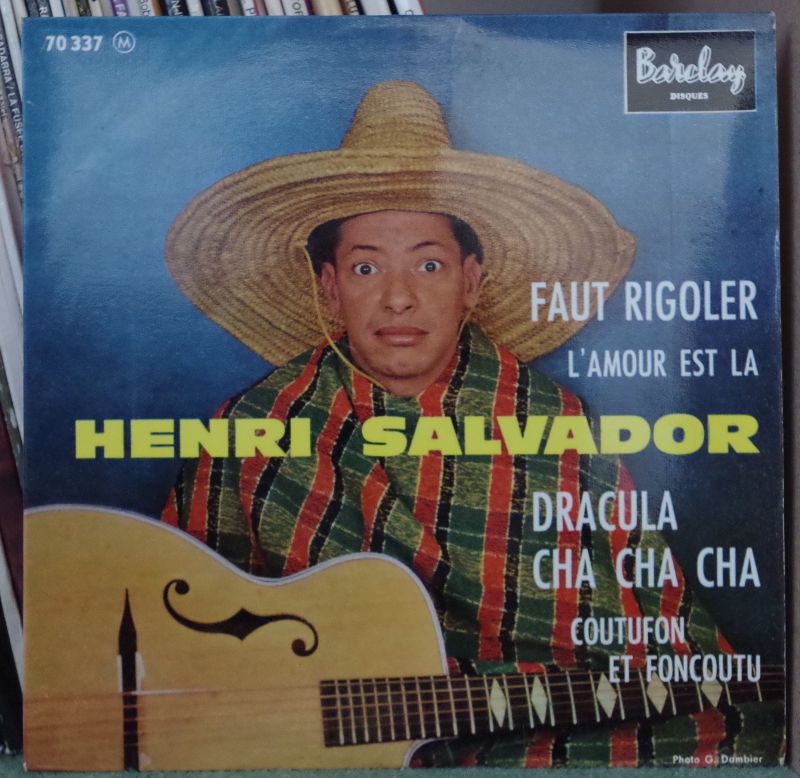 70 337 M
Barclay
DISQUES
FAUT RIGOLER
L'AMOUR EST LA
HENRI SALVADOR
DRACULA
CHA CHA CHA
COUTUFON
ET FONCOUTU
Photo G. Dambier